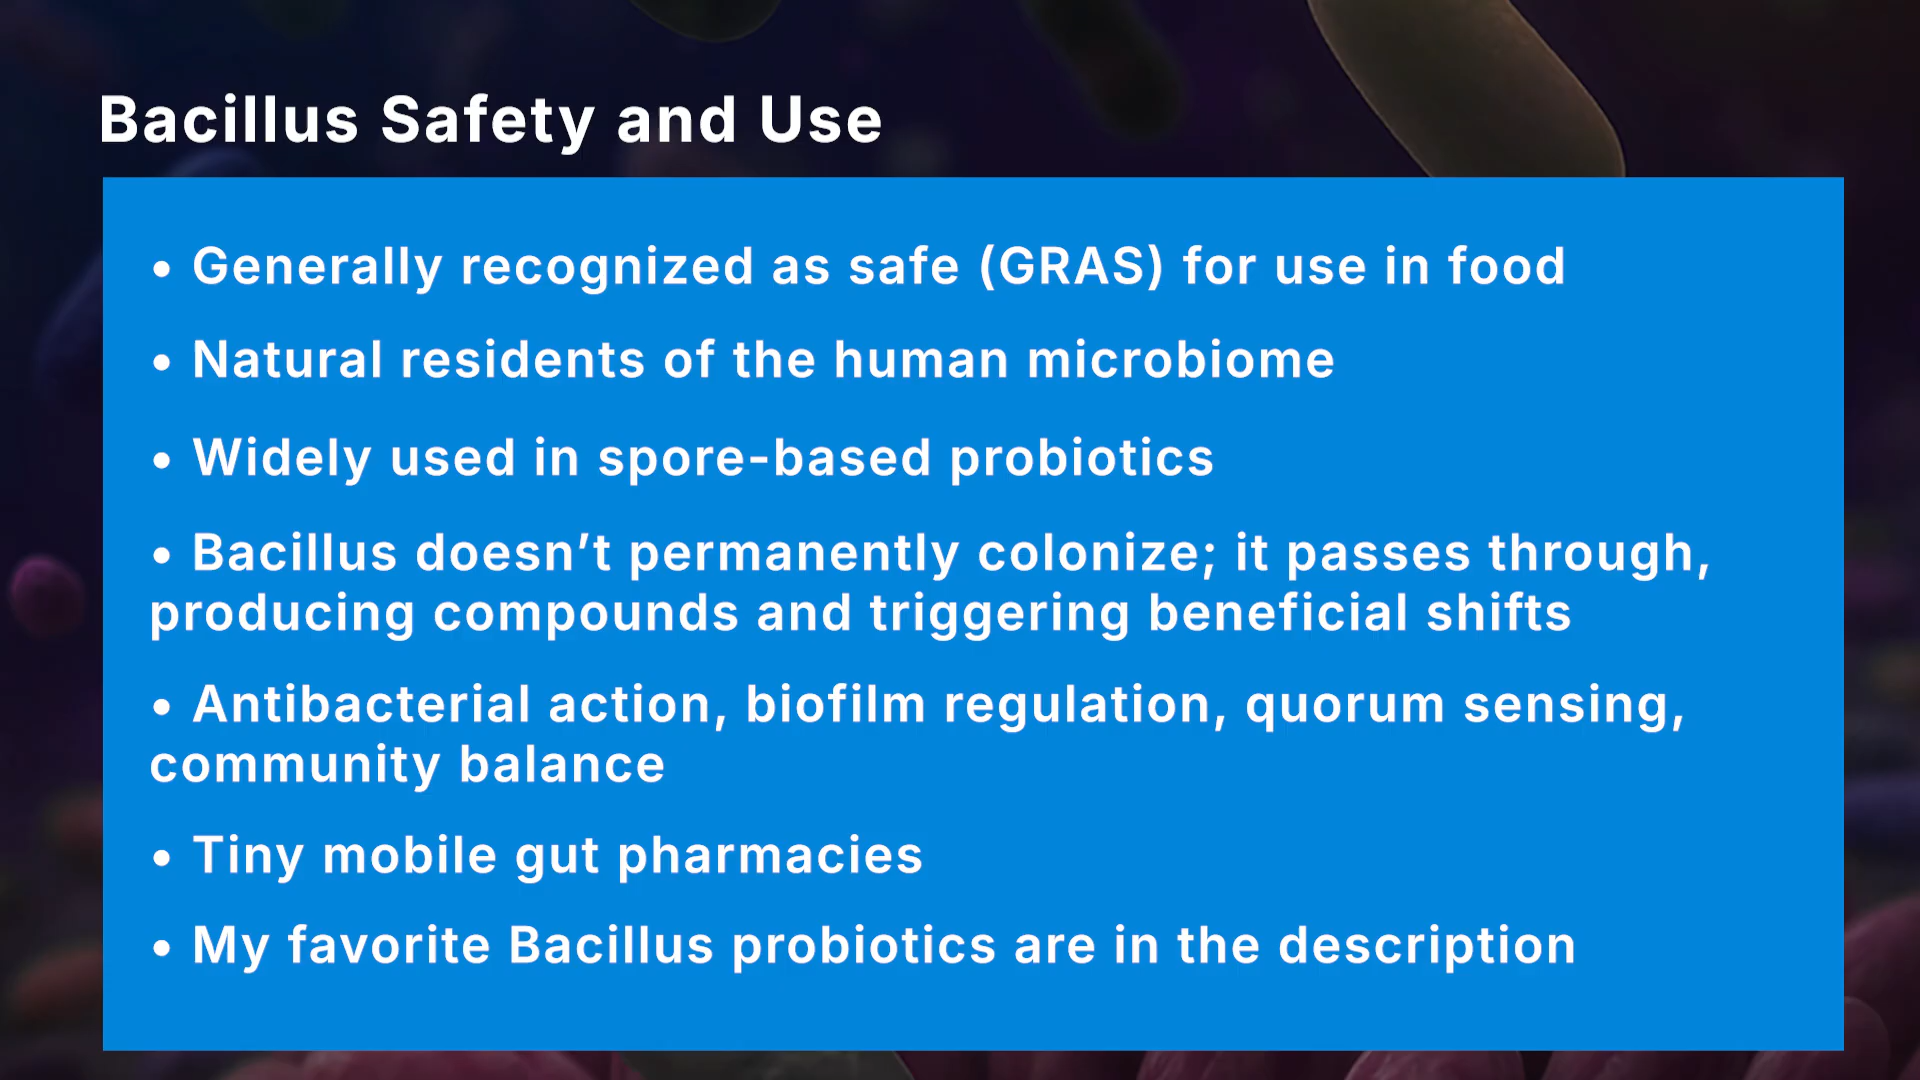 Bacillus Safety and Use
• Generally recognized as safe (GRAS) for use in food
• Natural residents of the human microbiome
• Widely used in spore-based probiotics
• Bacillus doesn’t permanently colonize; it passes through,
producing compounds and triggering beneficial shifts
• Antibacterial action, biofilm regulation, quorum sensing,
community balance
• Tiny mobile gut pharmacies
• My favorite Bacillus probiotics are in the description